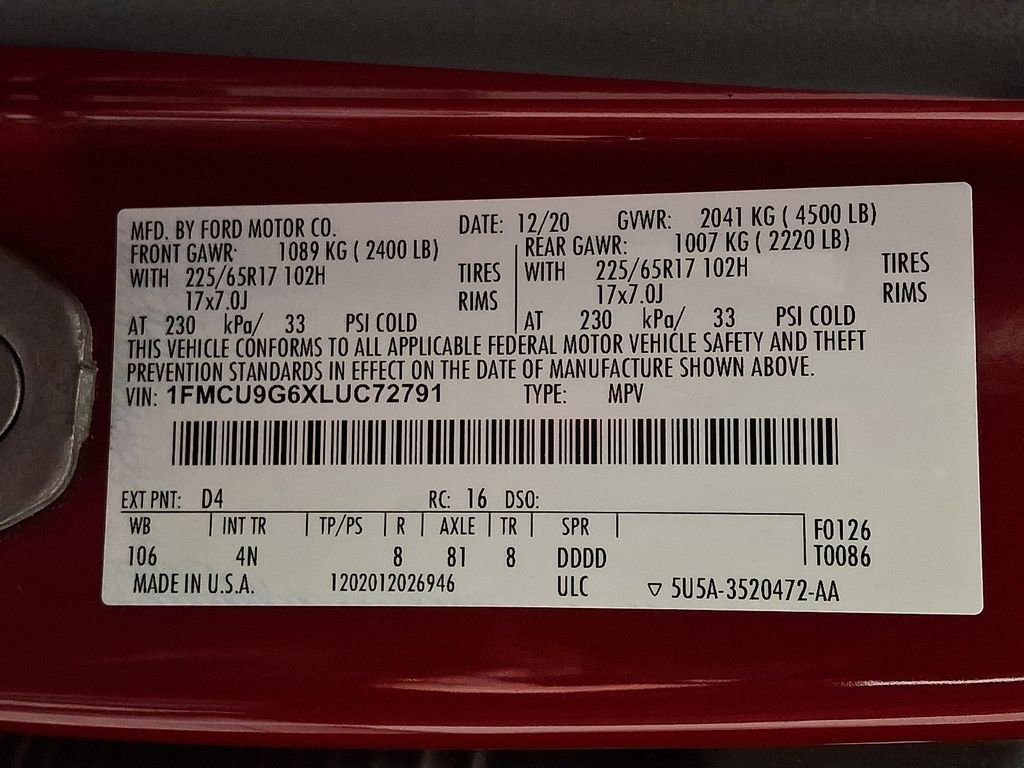 MFD. BY FORD MOTOR CO. DATE: 12/20 GVWR: 2041 KG ( 4500 LB)
FRONT GAWR: 1089 KG ( 2400 LB) REAR GAWR: 1007 KG ( 2220 LB)
WITH 225/65R17 102H TIRES WITH 225/65R17 102H TIRES
17x7.0J RIMS 17x7.0J RIMS
AT 230 kPa/ 33 PSI COLD AT 230 kPa/ 33 PSI COLD
THIS VEHICLE CONFORMS TO ALL APPLICABLE FEDERAL MOTOR VEHICLE SAFETY AND THEFT
PREVENTION STANDARDS IN EFFECT ON THE DATE OF MANUFACTURE SHOWN ABOVE.
VIN: 1FMCU9G6XLUC72791 TYPE: MPV
EXT PNT: D4 RC: 16 DSO:
WB INT TR TP/PS R AXLE TR SPR F0126
106 4N 8 81 8 DDDD T0086
MADE IN U.S.A. 1202012026946 ULC ▽ 5U5A-3520472-AA